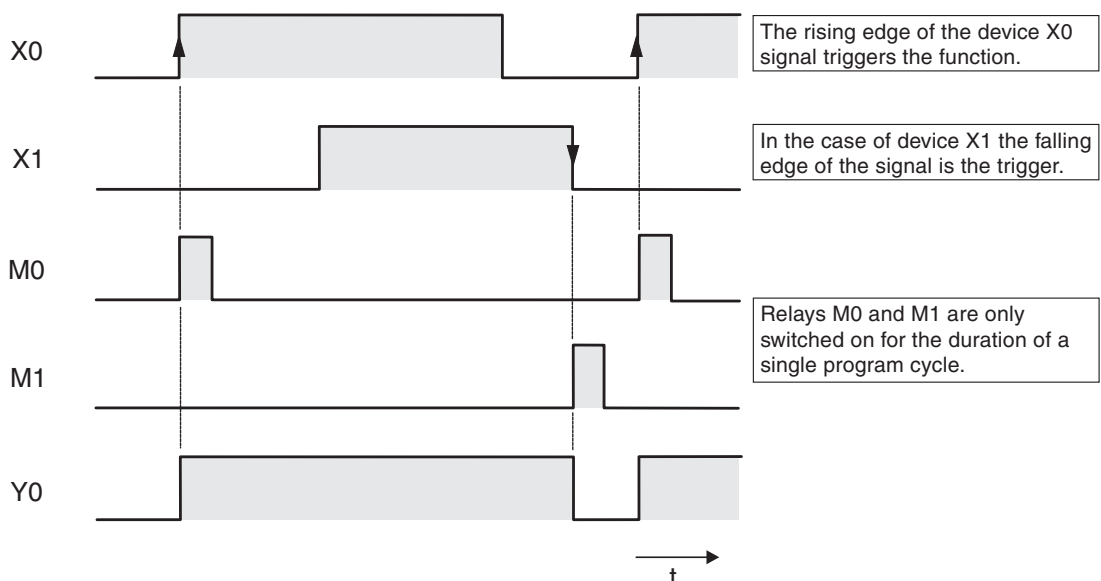 X0
The rising edge of the device X0
signal triggers the function.
X1
In the case of device X1 the falling
edge of the signal is the trigger.
M0
Relays M0 and M1 are only
switched on for the duration of a
single program cycle.
M1
Y0
t